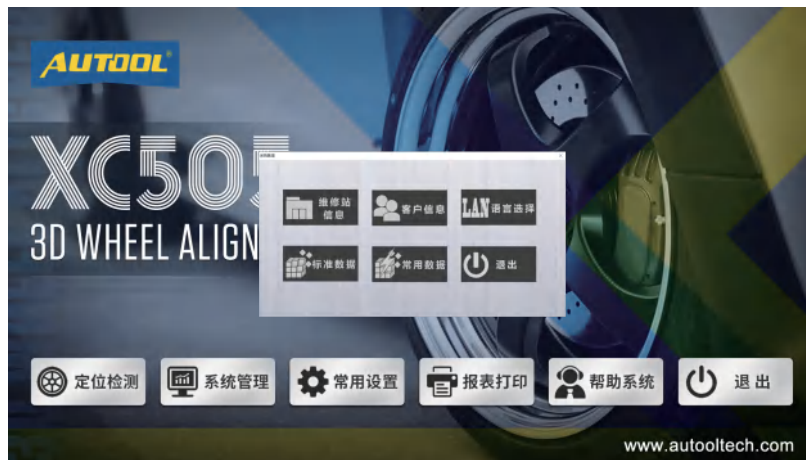 AUTOOL®
XC505
3D WHEEL ALIGN
维修站
信息
客户信息
LAN 语言选择
标准数据
常用数据
退出
定位检测
系统管理
常用设置
报表打印
帮助系统
退出
www.autooltech.com